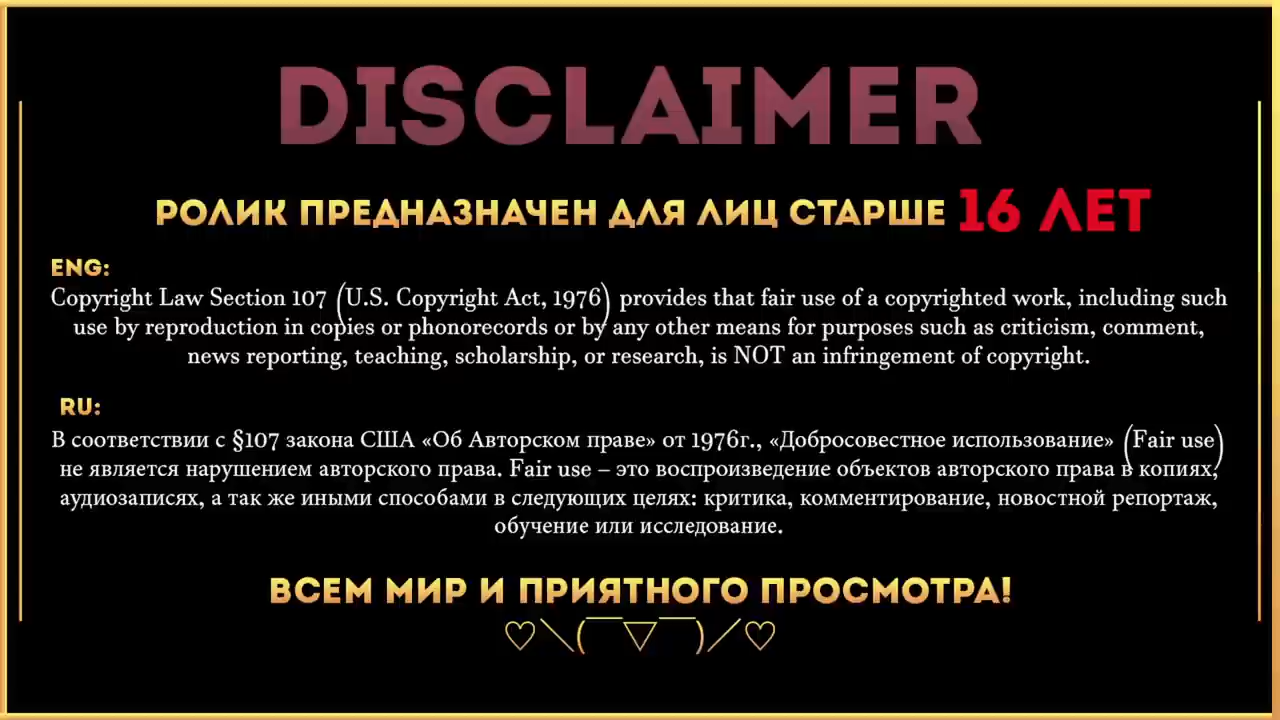 DISCLAIMER
РОЛИК ПРЕДНАЗНАЧЕН ДЛЯ ЛИЦ СТАРШЕ 16 ЛЕТ
ENG:
Copyright Law Section 107 (U.S. Copyright Act, 1976) provides that fair use of a copyrighted work, including such
use by reproduction in copies or phonorecords or by any other means for purposes such as criticism, comment,
news reporting, teaching, scholarship, or research, is NOT an infringement of copyright.
RU:
В соответствии с §107 закона США «Об Авторском праве» от 1976г., «Добросовестное использование» (Fair use)
не является нарушением авторского права. Fair use – это воспроизведение объектов авторского права в копиях,
аудиозаписях, а так же иными способами в следующих целях: критика, комментирование, новостной репортаж,
обучение или исследование.
ВСЕМ МИР И ПРИЯТНОГО ПРОСМОТРА!
♡＼(￣▽￣)／♡